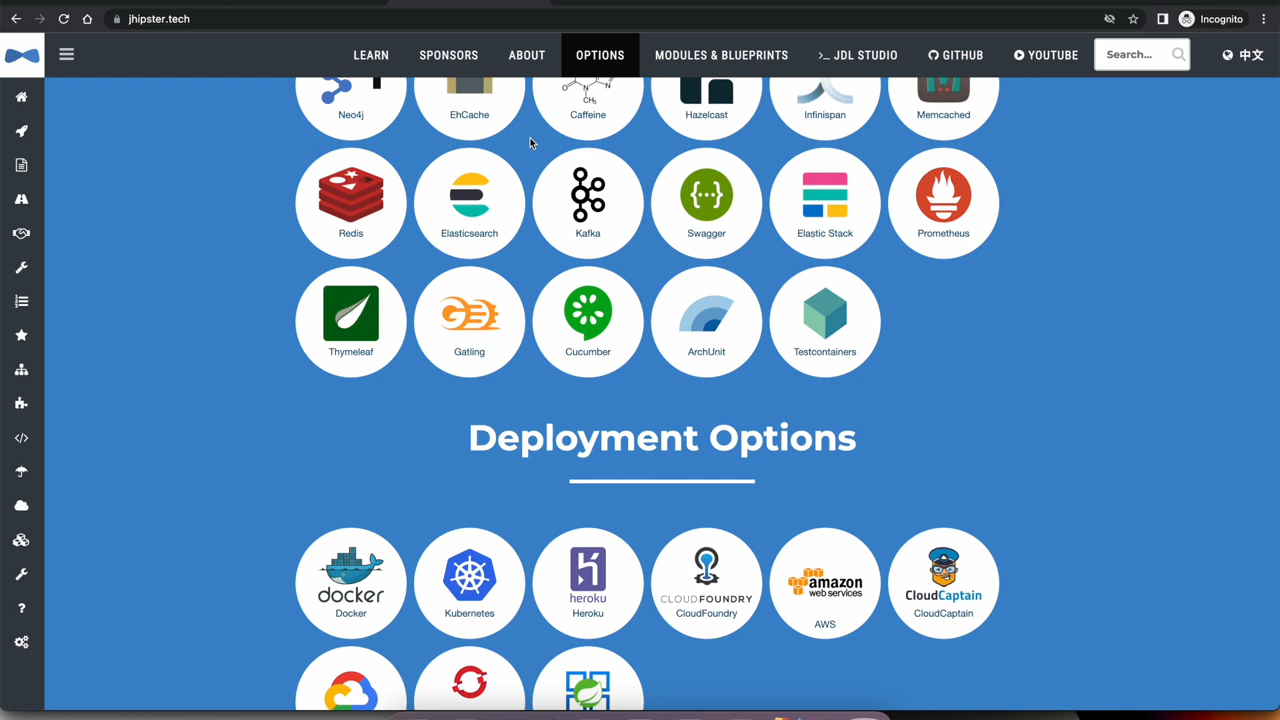 jhipster.tech
Incognito
LEARN
SPONSORS
ABOUT
OPTIONS
MODULES & BLUEPRINTS
>_ JDL STUDIO
GITHUB
YOUTUBE
Search...
中文
Neo4j
EhCache
CH₃
Caffeine
Hazelcast
Infinispan
Memcached
Redis
Elasticsearch
Kafka
{···}
Swagger
Elastic Stack
Prometheus
Thymeleaf
Gatling
Cucumber
ArchUnit
Testcontainers
Deployment Options
docker
Docker
Kubernetes
heroku
Heroku
CLOUDFOUNDRY
CloudFoundry
amazon
web services
AWS
CloudCaptain
CloudCaptain